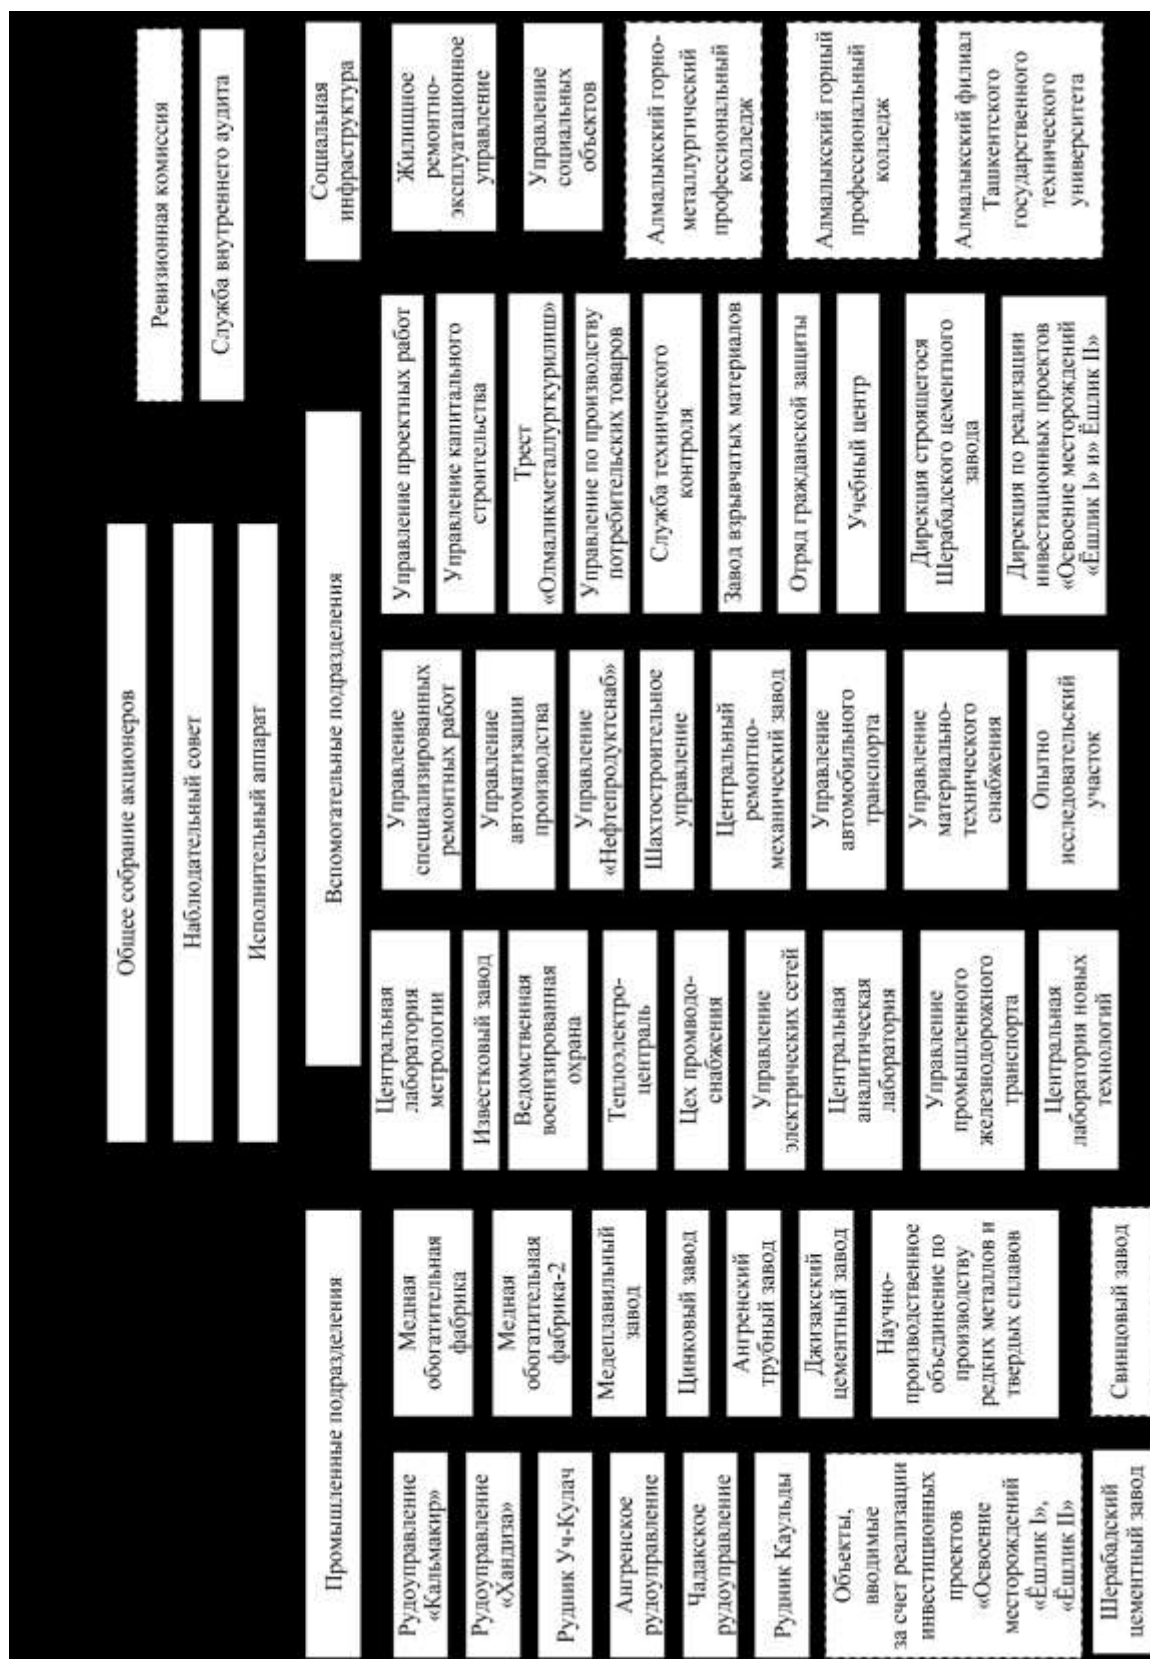 Общее собрание акционеров
Ревизионная комиссия
Наблюдательный совет
Служба внутреннего аудита
Исполнительный аппарат
Промышленные подразделения
Вспомогательные подразделения
Социальная
инфраструктура
Рудоуправление
«Кальмакир»
Рудоуправление
«Хандиза»
Рудник Уч-Кулач
Ангренское
рудоуправление
Чадакское
рудоуправление
Рудник Каульды
Объекты,
вводимые
за счет реализации
инвестиционных
проектов
«Освоение
месторождений
«Ёшлик I»,
«Ёшлик II»
Шерабадский
цементный завод
Медная
обогатительная
фабрика
Медная
обогатительная
фабрика-2
Медеплавильный
завод
Цинковый завод
Ангренский
трубный завод
Джизакский
цементный завод
Научно-
производственное
объединение по
производству
редких металлов и
твердых сплавов
Свинцовый завод
Центральная
лаборатория
метрологии
Известковый завод
Ведомственная
военизированная
охрана
Теплоэлектро-
централь
Цех промводо-
снабжения
Управление
электрических сетей
Центральная
аналитическая
лаборатория
Управление
промышленного
железнодорожного
транспорта
Центральная
лаборатория новых
технологий
Управление
специализированных
ремонтных работ
Управление
автоматизации
производства
Управление
«Нефтепродуктснаб»
Шахтостроительное
управление
Центральный
ремонтно-
механический завод
Управление
автомобильного
транспорта
Управление
материально-
технического
снабжения
Опытно
исследовательский
участок
Управление проектных работ
Управление капитального
строительства
Трест
«Олмаликметаллургкурилиш»
Управление по производству
потребительских товаров
Служба технического
контроля
Завод взрывчатых материалов
Отряд гражданской защиты
Учебный центр
Дирекция строящегося
Шерабадского цементного
завода
Дирекция по реализации
инвестиционных проектов
«Освоение месторождений
«Ёшлик I» и» Ёшлик II»
Жилищное
ремонтно-
эксплуатационное
управление
Управление
социальных
объектов
Алмалыкский горно-
металлургический
профессиональный
колледж
Алмалыкский горный
профессиональный
колледж
Алмалыкский филиал
Ташкентского
государственного
технического
университета